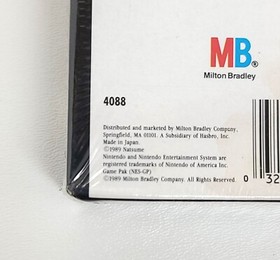 MB®
Milton Bradley
4088
Distributed and marketed by Milton Bradley Company.
Springfield, MA 01101. A Subsidiary of Hasbro, Inc.
Made in Japan.
©1989 Natsume
Nintendo and Nintendo Entertainment System are
registered trademarks of Nintendo of America Inc.
Game Pak (NES-GP)
©1989 Milton Bradley Company. All Rights Reserved.
0 32